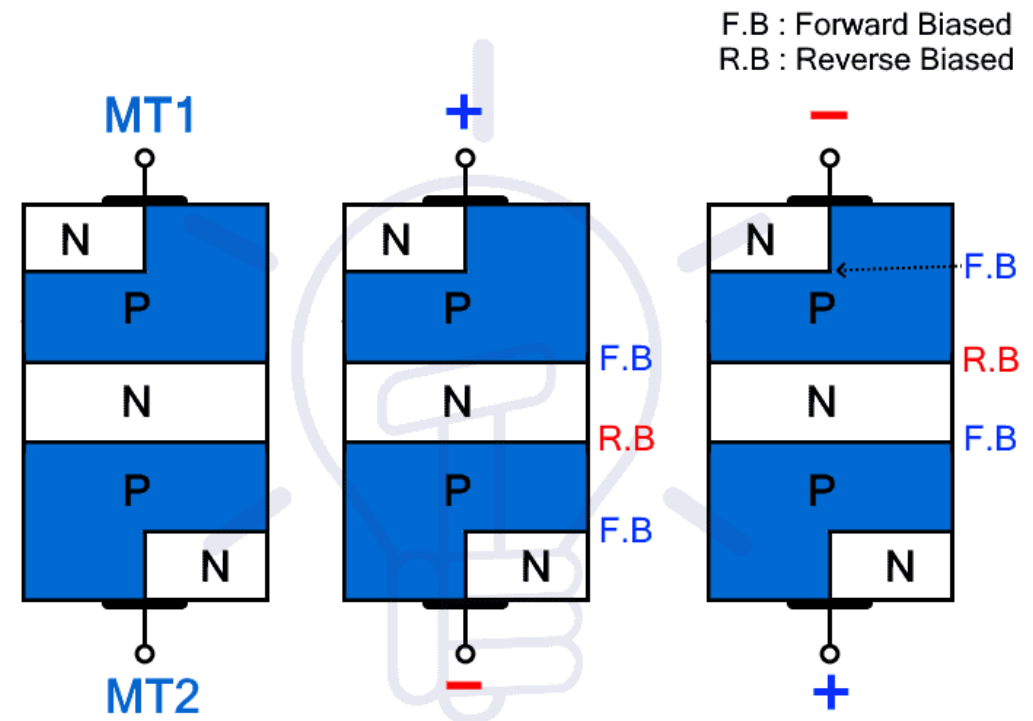 F.B : Forward Biased
R.B : Reverse Biased
MT1
+
−
N
P
N
P
N
MT2
N
P
F.B
N
R.B
P
F.B
N
−
N
F.B
P
R.B
N
F.B
P
N
+